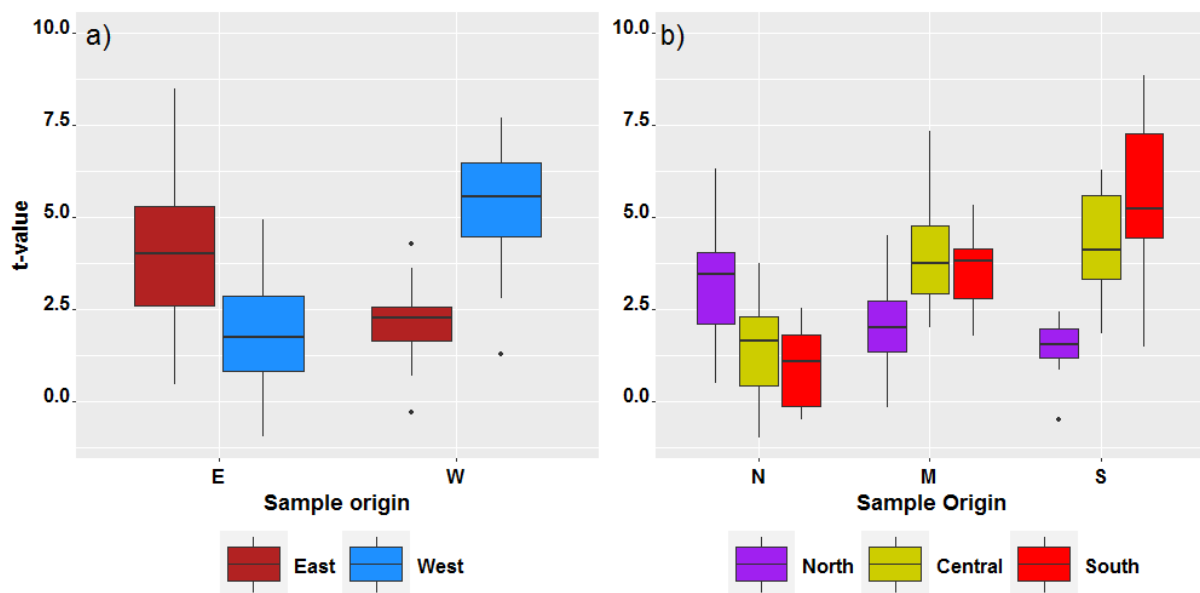 a)
10.0
7.5
5.0
2.5
0.0
t-value
E W
Sample origin
East West
b)
10.0
7.5
5.0
2.5
0.0
N M S
Sample Origin
North Central South